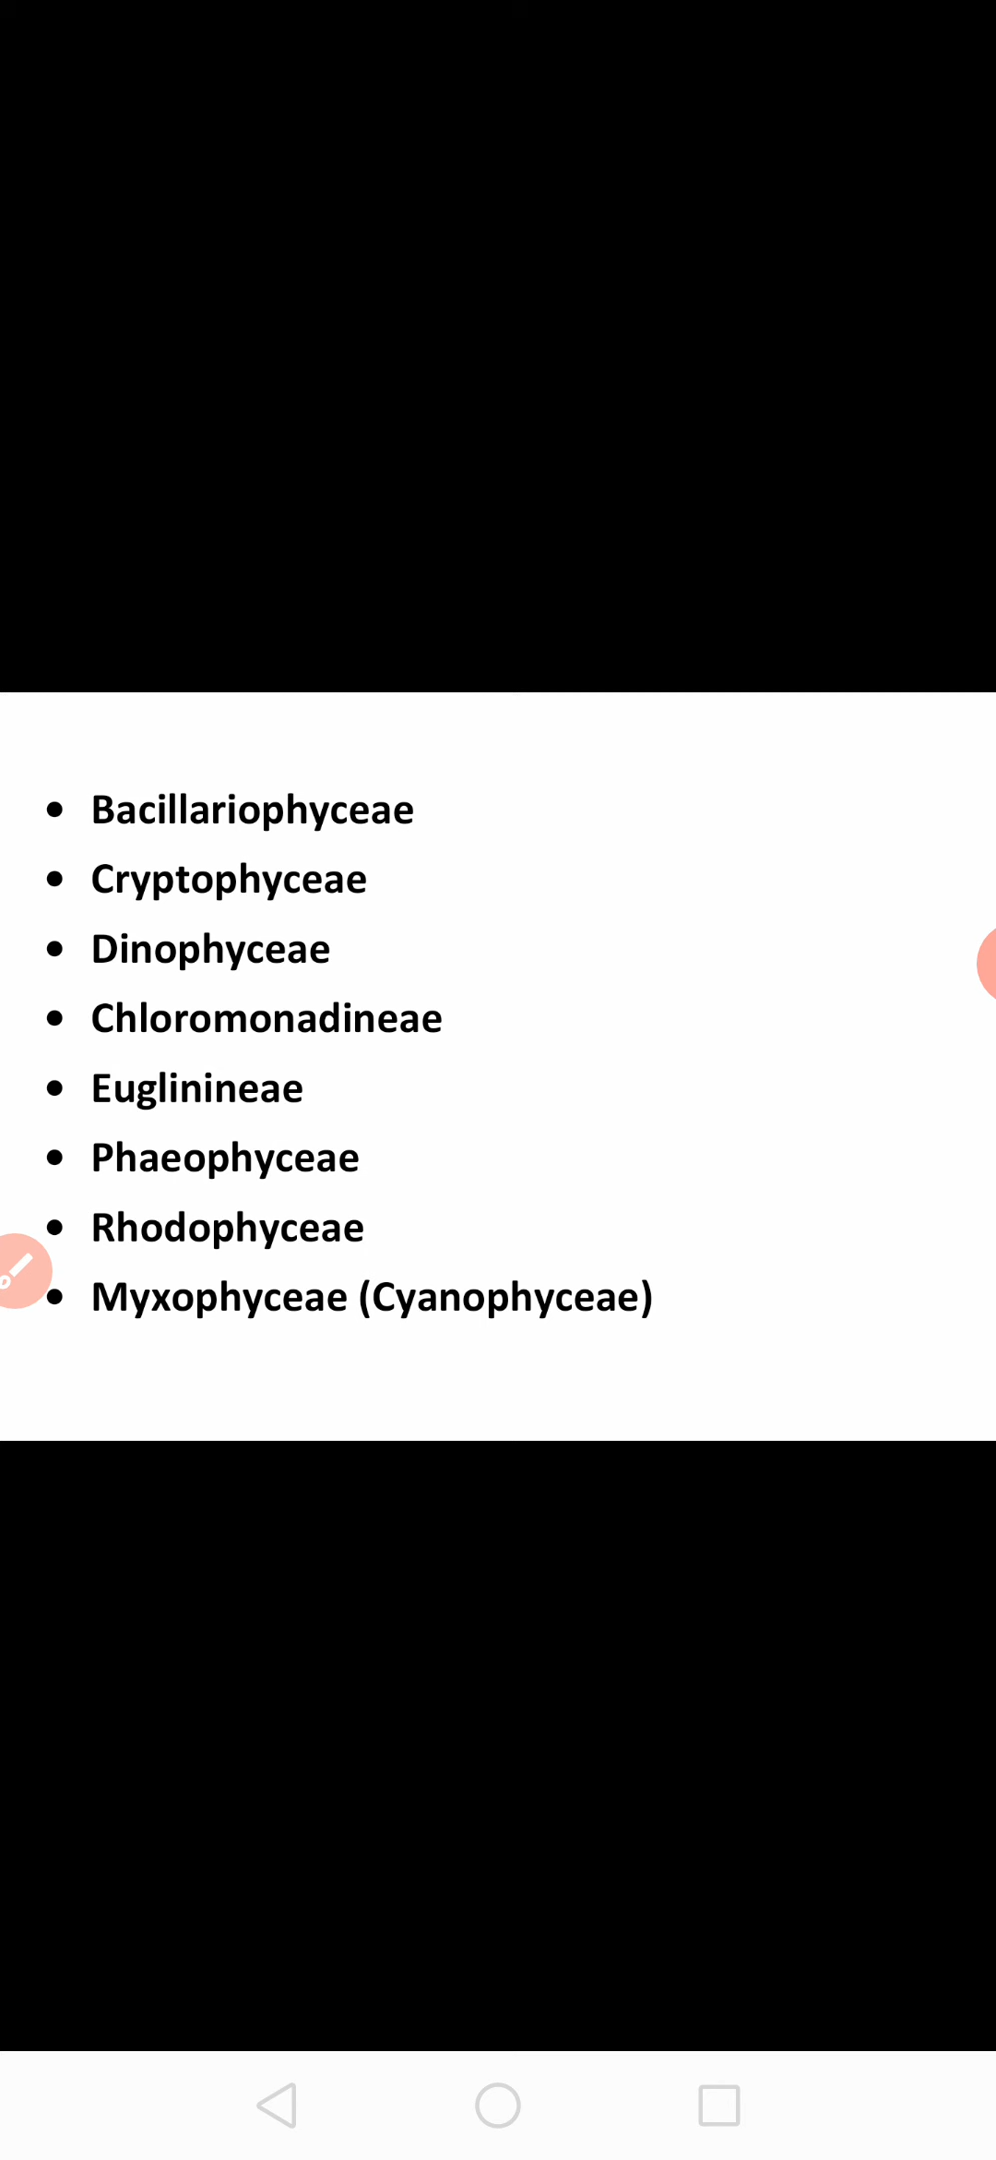 • Bacillariophyceae
• Cryptophyceae
• Dinophyceae
• Chloromonadineae
• Euglinineae
• Phaeophyceae
• Rhodophyceae
• Myxophyceae (Cyanophyceae)